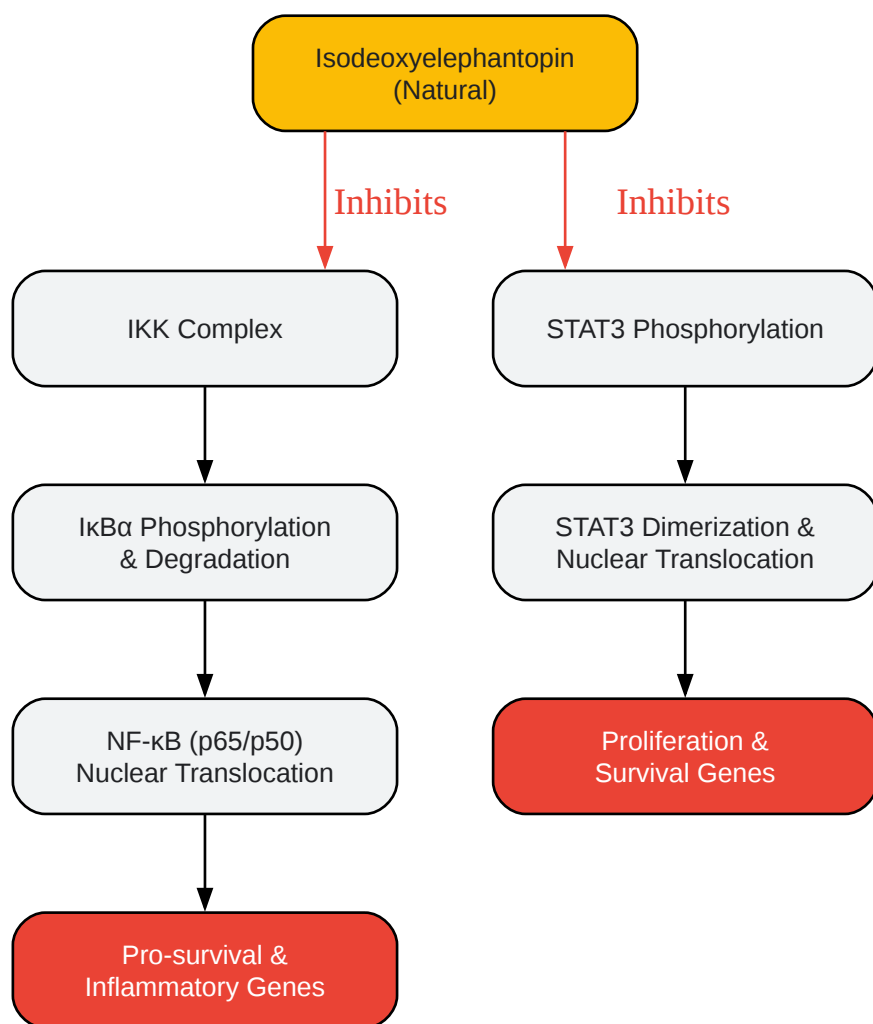 Isodeoxyelephantopin
(Natural)
Inhibits
Inhibits
IKK Complex
STAT3 Phosphorylation
IκBα Phosphorylation
& Degradation
STAT3 Dimerization &
Nuclear Translocation
NF-κB (p65/p50)
Nuclear Translocation
Proliferation &
Survival Genes
Pro-survival &
Inflammatory Genes